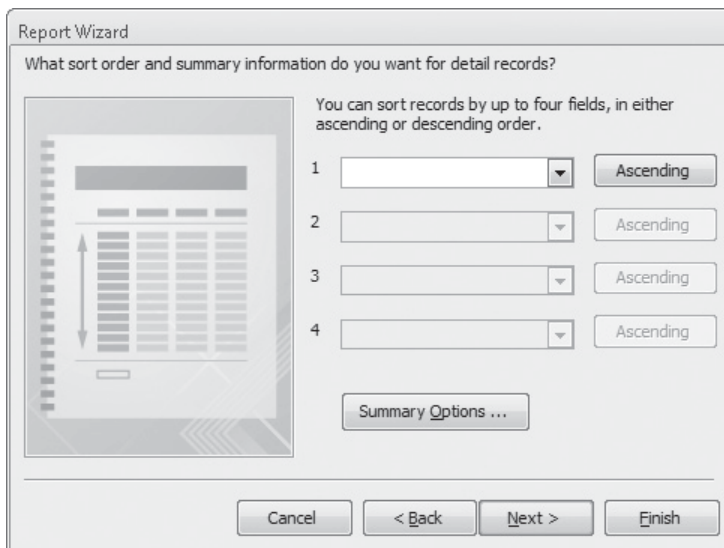 Report Wizard
What sort order and summary information do you want for detail records?
You can sort records by up to four fields, in either
ascending or descending order.
1 Ascending
2 Ascending
3 Ascending
4 Ascending
Summary Options ...
Cancel < Back Next > Finish